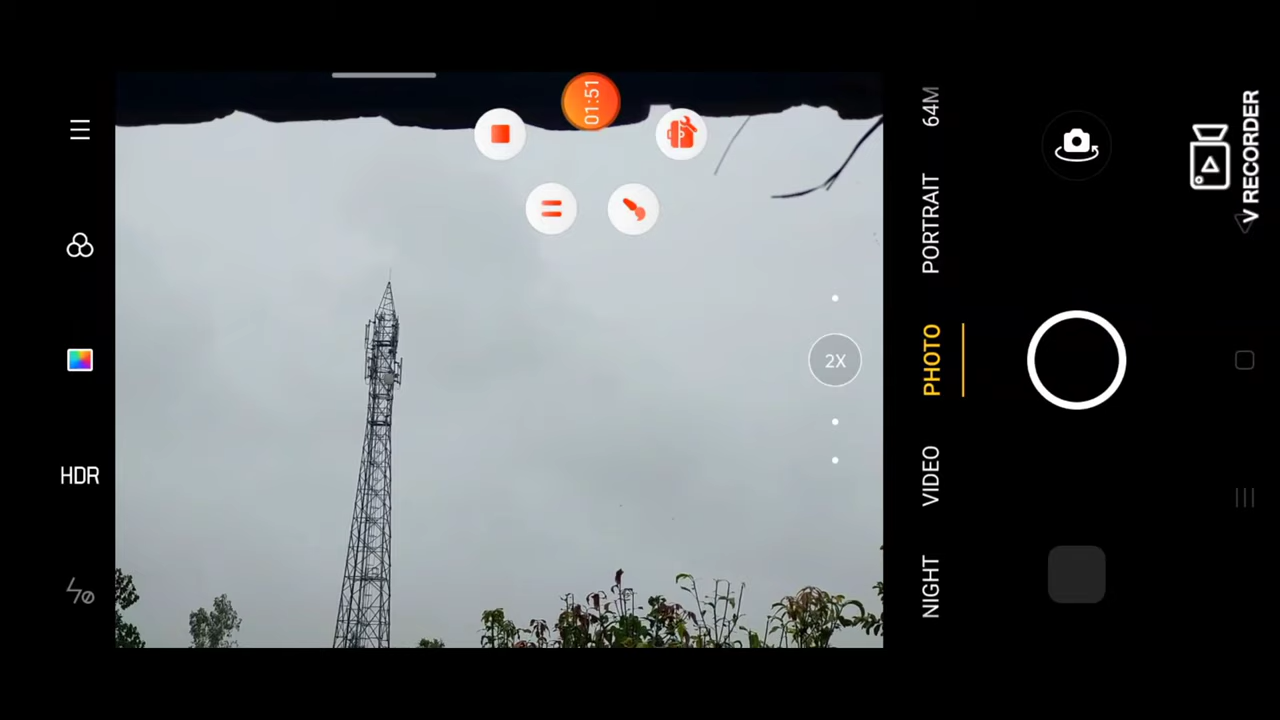 HDR
01:51
2X
64M
PORTRAIT
PHOTO
VIDEO
NIGHT
V RECORDER